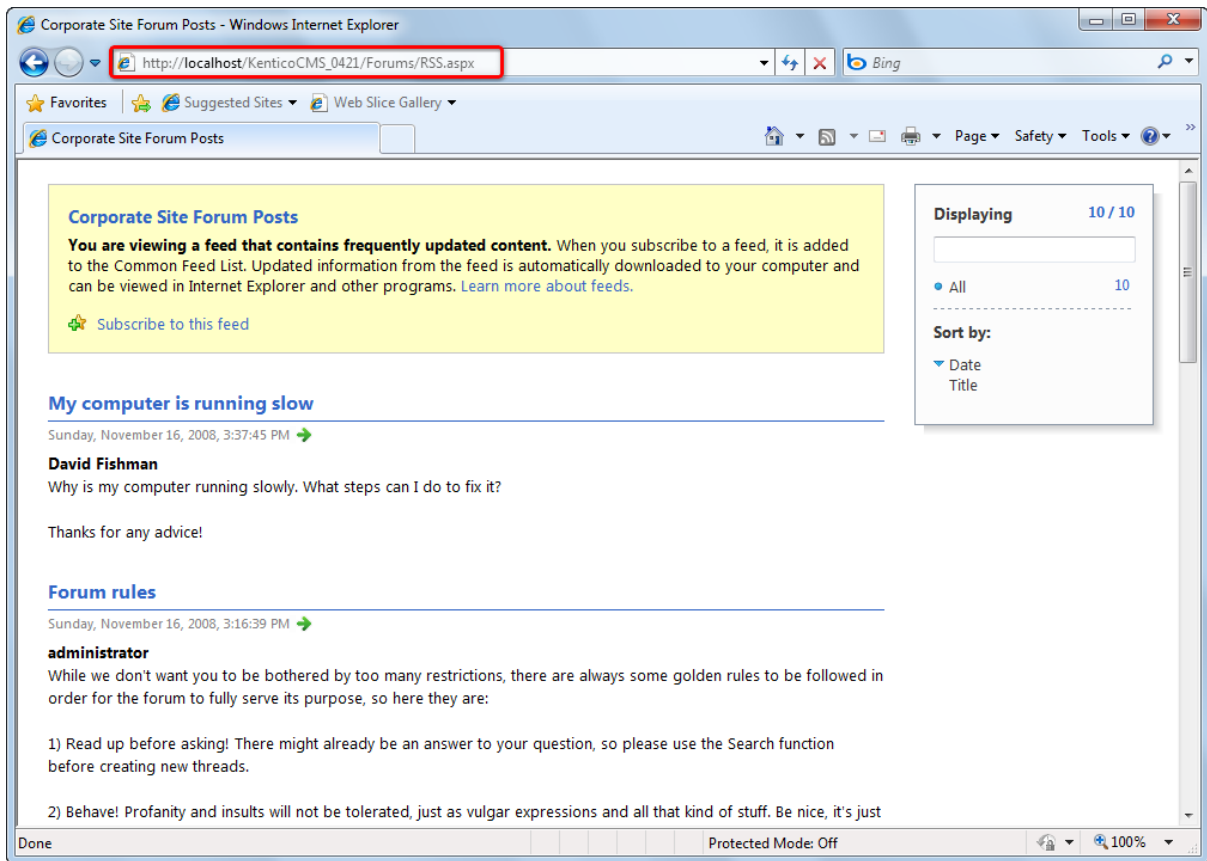 Corporate Site Forum Posts - Windows Internet Explorer
http://localhost/KenticoCMS_0421/Forums/RSS.aspx
Bing
Favorites
Suggested Sites
Web Slice Gallery
Corporate Site Forum Posts
Page
Safety
Tools
»
Corporate Site Forum Posts
You are viewing a feed that contains frequently updated content. When you subscribe to a feed, it is added
to the Common Feed List. Updated information from the feed is automatically downloaded to your computer and
can be viewed in Internet Explorer and other programs. Learn more about feeds.
Subscribe to this feed
Displaying 10 / 10
All 10
Sort by:
Date
Title
My computer is running slow
Sunday, November 16, 2008, 3:37:45 PM
David Fishman
Why is my computer running slowly. What steps can I do to fix it?
Thanks for any advice!
Forum rules
Sunday, November 16, 2008, 3:16:39 PM
administrator
While we don't want you to be bothered by too many restrictions, there are always some golden rules to be followed in
order for the forum to fully serve its purpose, so here they are:
1) Read up before asking! There might already be an answer to your question, so please use the Search function
before creating new threads.
2) Behave! Profanity and insults will not be tolerated, just as vulgar expressions and all that kind of stuff. Be nice, it's just
Done
Protected Mode: Off
100%